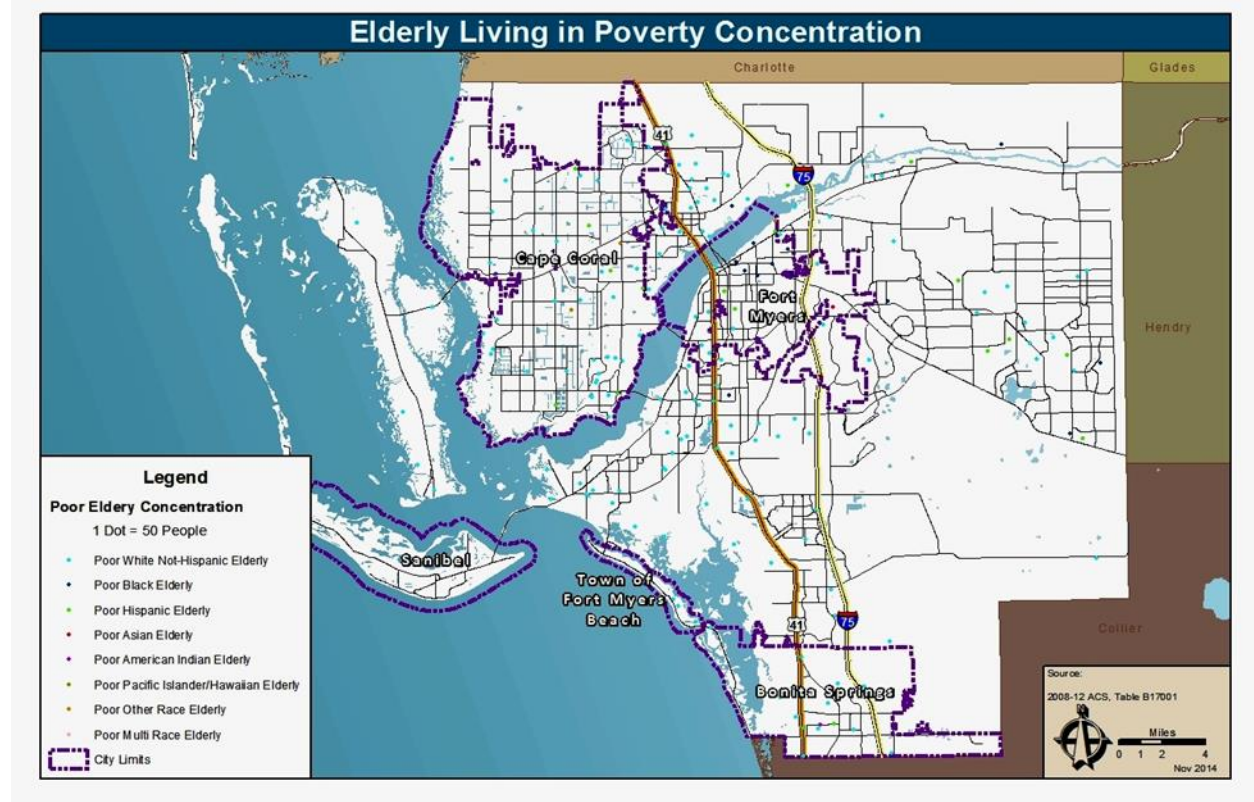 Elderly Living in Poverty Concentration
Charlotte
Glades
41
75
Cape Coral
Fort
Myers
Hendry
Legend
Poor Eldery Concentration
1 Dot = 50 People
Poor White Not-Hispanic Elderly
Poor Black Elderly
Poor Hispanic Elderly
Poor Asian Elderly
Poor American Indian Elderly
Poor Pacific Islander/Hawaiian Elderly
Poor Other Race Elderly
Poor Multi Race Elderly
City Limits
Sanibel
Town of
Fort Myers
Beach
41
75
Collier
Bonita Springs
Source:
2008-12 ACS, Table B17001
Miles
0 1 2 4
Nov 2014